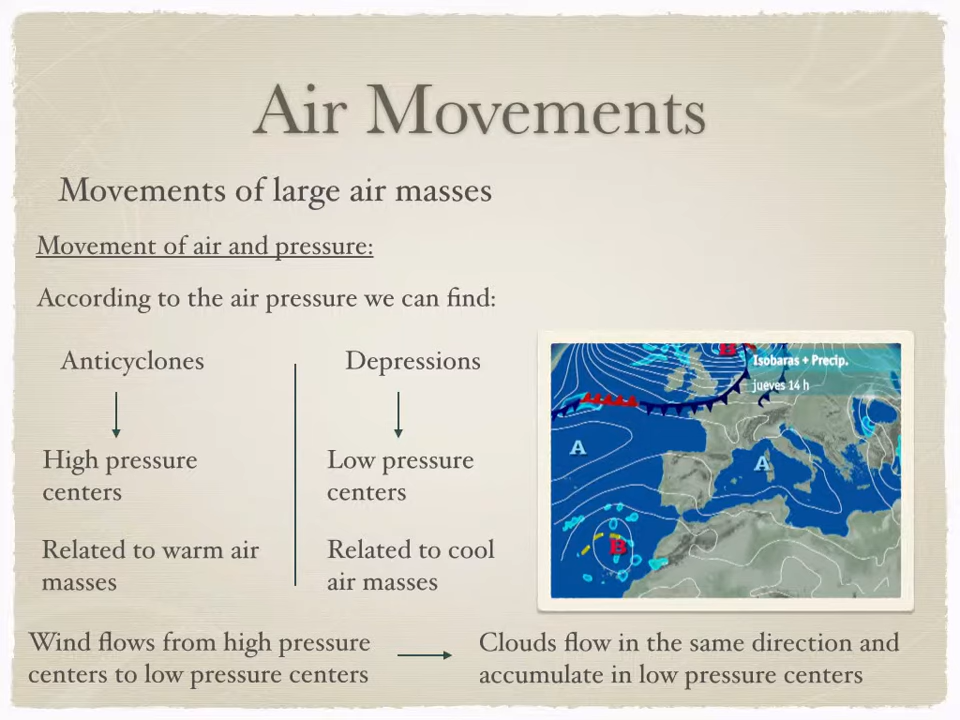 Air Movements
Movements of large air masses
Movement of air and pressure:
According to the air pressure we can find:
Anticyclones
High pressure
centers
Related to warm air
masses
Depressions
Low pressure
centers
Related to cool
air masses
B
Isobaras + Precip.
jueves 14 h
A
A
B
Wind flows from high pressure
centers to low pressure centers
Clouds flow in the same direction and
accumulate in low pressure centers